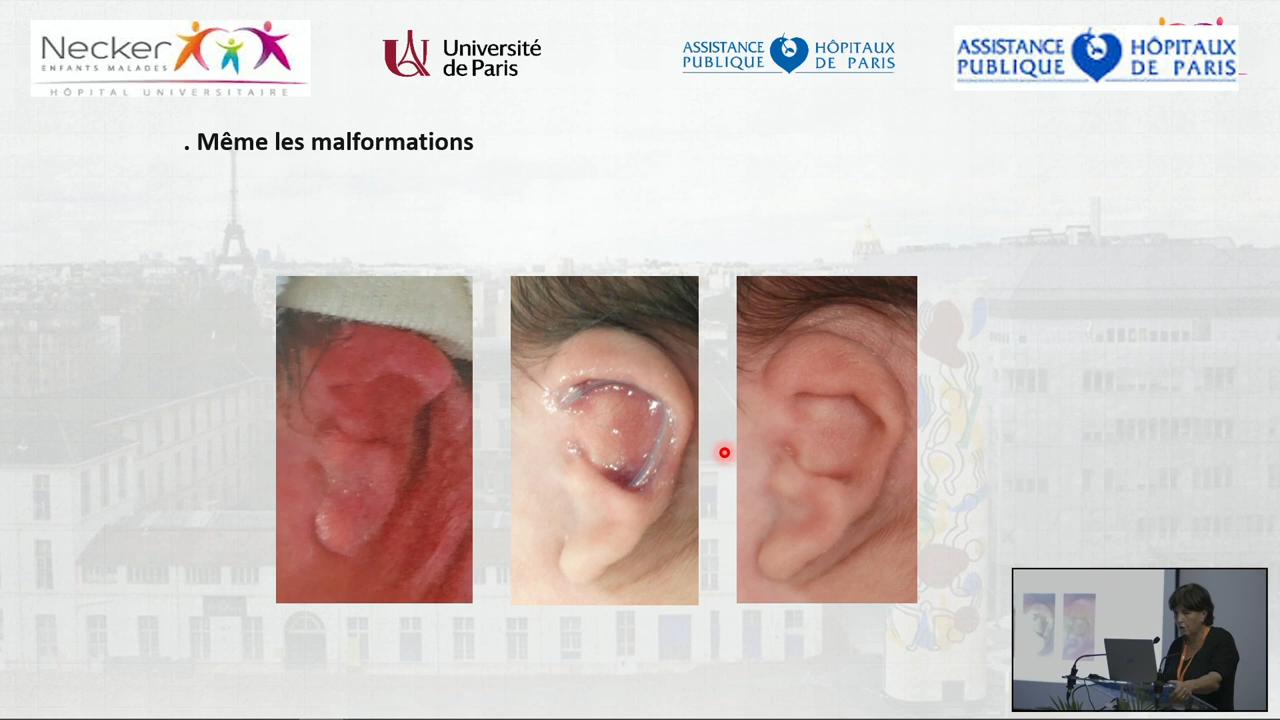 Necker
ENFANTS MALADES
HÔPITAL UNIVERSITAIRE
Université
de Paris
ASSISTANCE PUBLIQUE
HÔPITAUX DE PARIS
ASSISTANCE PUBLIQUE
HÔPITAUX DE PARIS
. Même les malformations